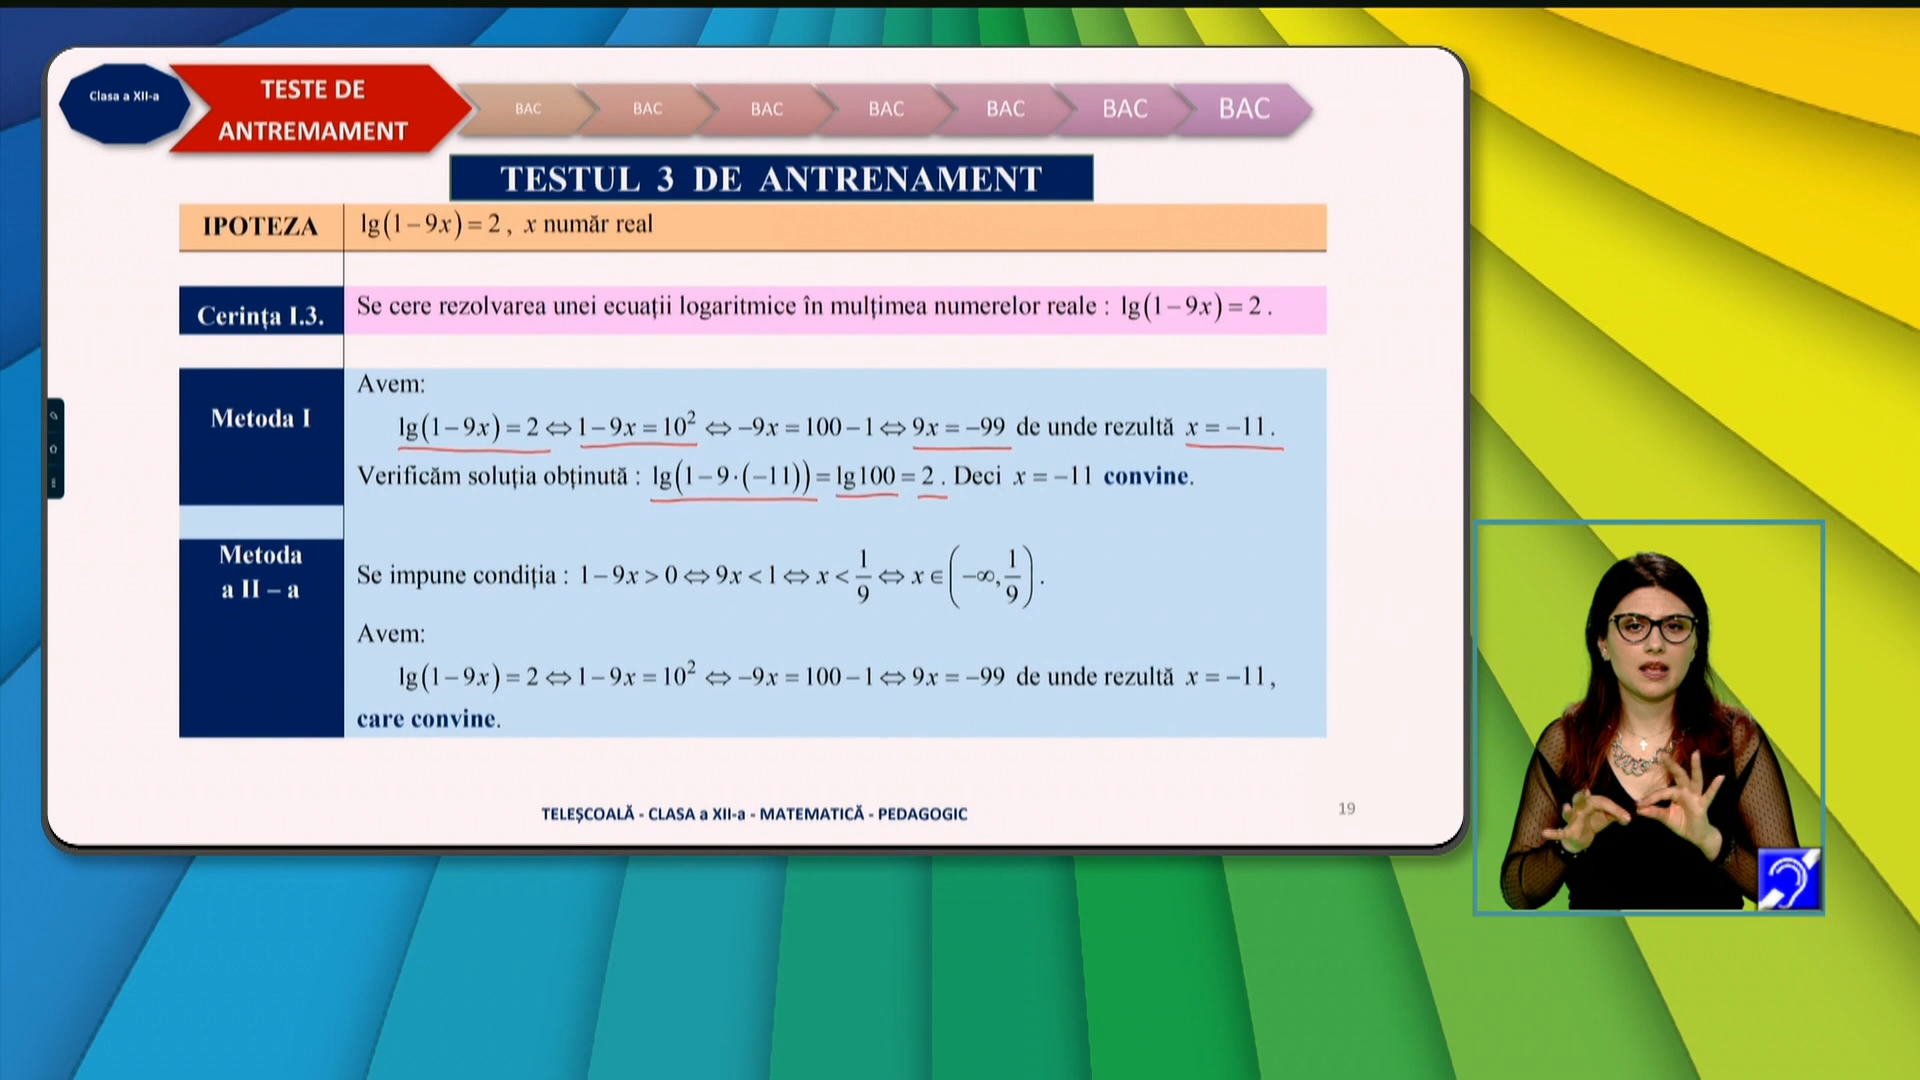 Clasa a XII-a
TESTE DE
ANTREMAMENT
BAC BAC BAC BAC BAC BAC BAC
TESTUL 3 DE ANTRENAMENT
IPOTEZA lg(1−9x)=2, x număr real
Cerința I.3. Se cere rezolvarea unei ecuații logaritmice în mulțimea numerelor reale : lg(1−9x)=2.
Metoda I
Avem:
lg(1−9x)=2⇔1−9x=10²⇔−9x=100−1⇔9x=−99 de unde rezultă x=−11.
Verificăm soluția obținută : lg(1−9·(−11))=lg100=2. Deci x=−11 convine.
Metoda
a II – a
Se impune condiția : 1−9x>0⇔9x<1⇔x<1/9⇔x∈(−∞,1/9).
Avem:
lg(1−9x)=2⇔1−9x=10²⇔−9x=100−1⇔9x=−99 de unde rezultă x=−11,
care convine.
TELEȘCOALĂ - CLASA a XII-a - MATEMATICĂ - PEDAGOGIC
19